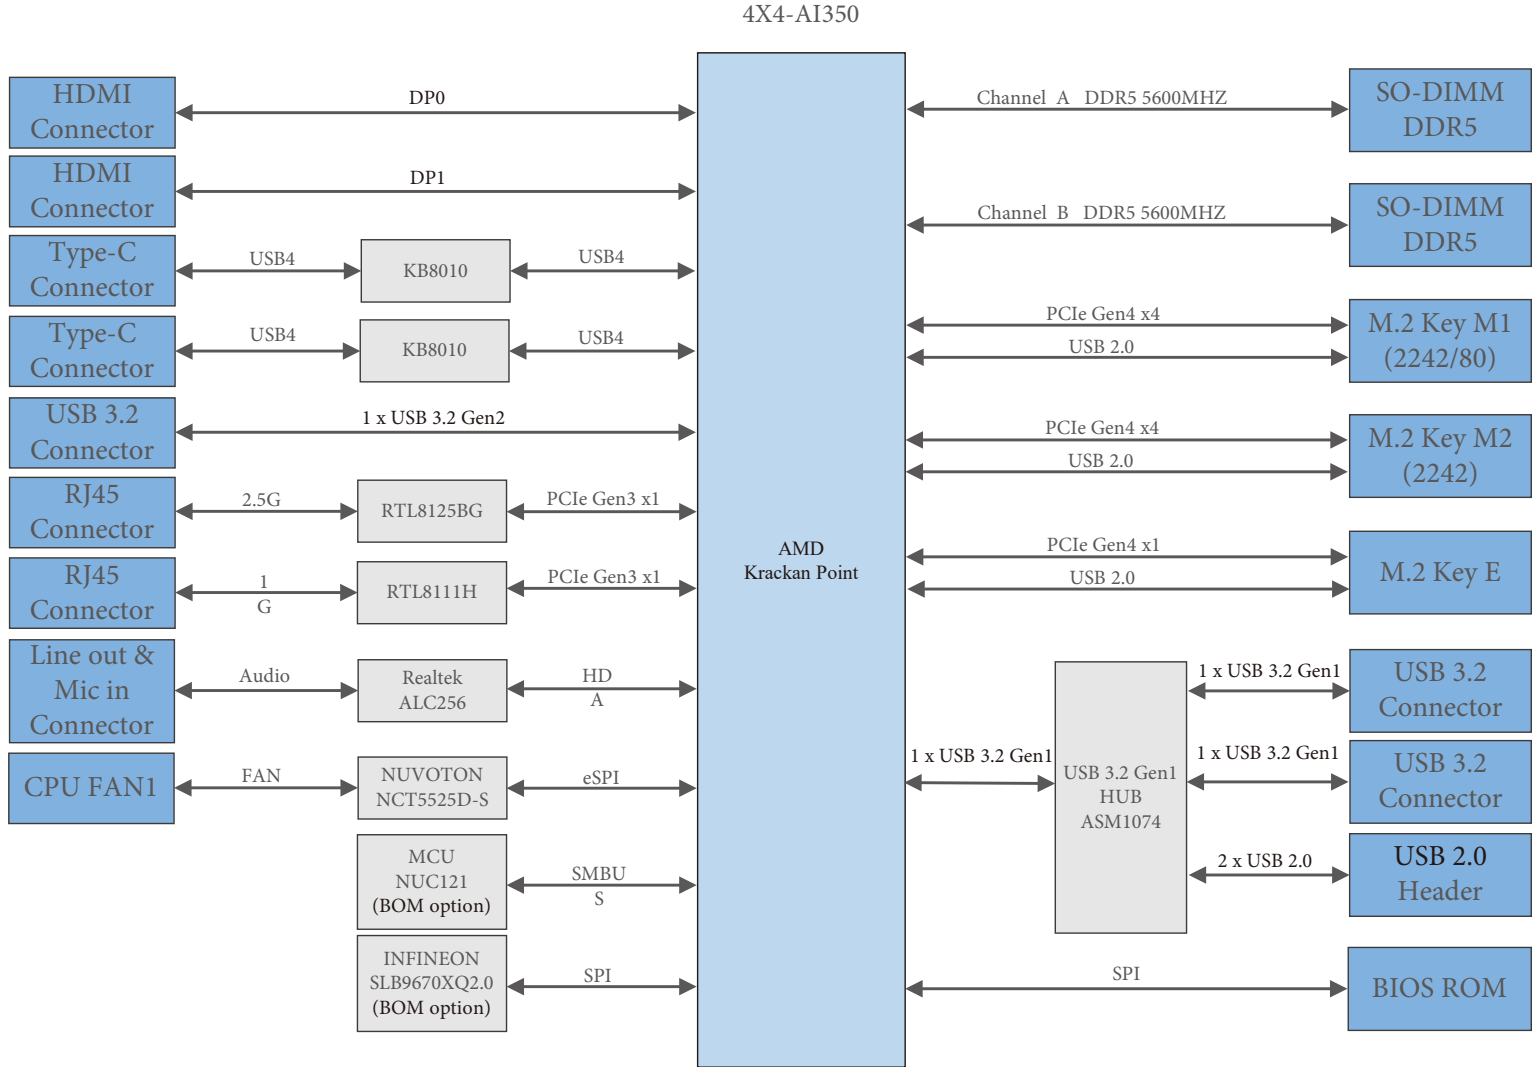 4X4-AI350
HDMI
Connector
DP0
HDMI
Connector
DP1
Type-C
Connector
USB4
KB8010
USB4
Type-C
Connector
USB4
KB8010
USB4
USB 3.2
Connector
1 x USB 3.2 Gen2
RJ45
Connector
2.5G
RTL8125BG
PCIe Gen3 x1
RJ45
Connector
1
G
RTL8111H
PCIe Gen3 x1
Line out &
Mic in
Connector
Audio
Realtek
ALC256
HD
A
CPU FAN1
FAN
NUVOTON
NCT5525D-S
eSPI
MCU
NUC121
(BOM option)
SMBU
S
INFINEON
SLB9670XQ2.0
(BOM option)
SPI
AMD
Krackan Point
Channel A DDR5 5600MHZ
SO-DIMM
DDR5
Channel B DDR5 5600MHZ
SO-DIMM
DDR5
PCIe Gen4 x4
USB 2.0
M.2 Key M1
(2242/80)
PCIe Gen4 x4
USB 2.0
M.2 Key M2
(2242)
PCIe Gen4 x1
USB 2.0
M.2 Key E
1 x USB 3.2 Gen1
USB 3.2 Gen1
HUB
ASM1074
1 x USB 3.2 Gen1
USB 3.2
Connector
1 x USB 3.2 Gen1
USB 3.2
Connector
2 x USB 2.0
USB 2.0
Header
SPI
BIOS ROM